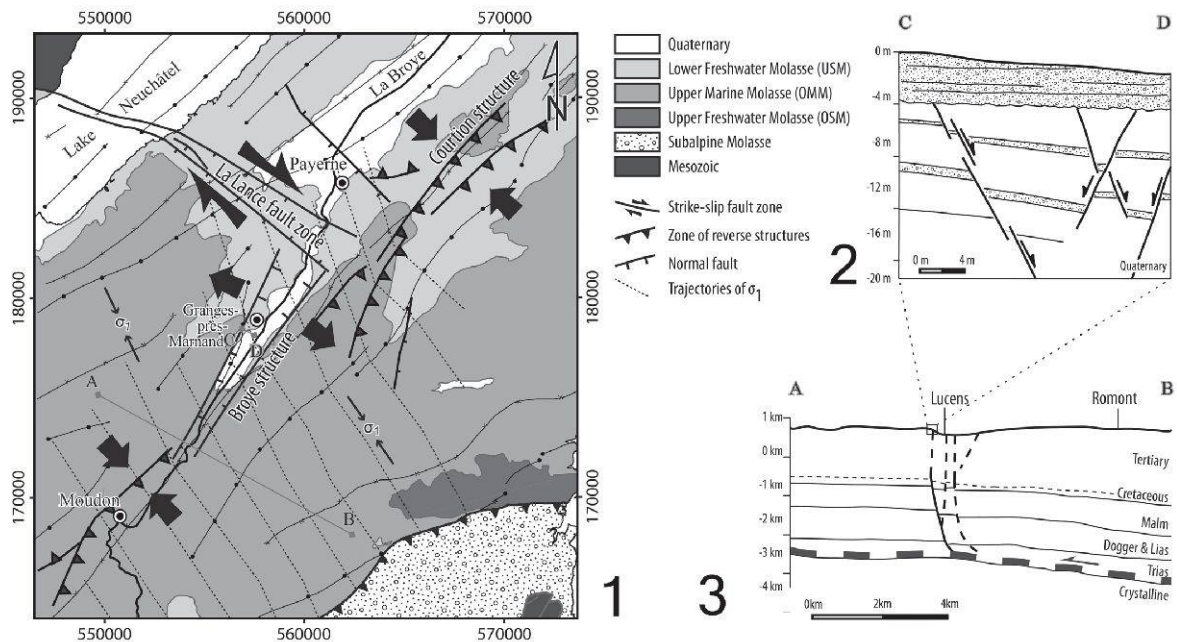 550000 560000 570000
190000
180000
170000
190000
180000
170000
550000 560000 570000
Neuchâtel
Lake
La Broye
Payerne
Courtion structure
N
La Lance fault zone
Granges-
près-
Marnand
C
D
σ1
A
Broye structure
σ1
Moudon
B
1
Quaternary
Lower Freshwater Molasse (USM)
Upper Marine Molasse (OMM)
Upper Freshwater Molasse (OSM)
Subalpine Molasse
Mesozoic
Strike-slip fault zone
Zone of reverse structures
Normal fault
Trajectories of σ1
C D
0 m
-4 m
-8 m
-12 m
-16 m
-20 m
0 m 4 m
Quaternary
2
A B
Lucens
Romont
1 km
0 km
-1 km
-2 km
-3 km
-4 km
Tertiary
Cretaceous
Malm
Dogger & Lias
Trias
Crystalline
0km 2km 4km
3